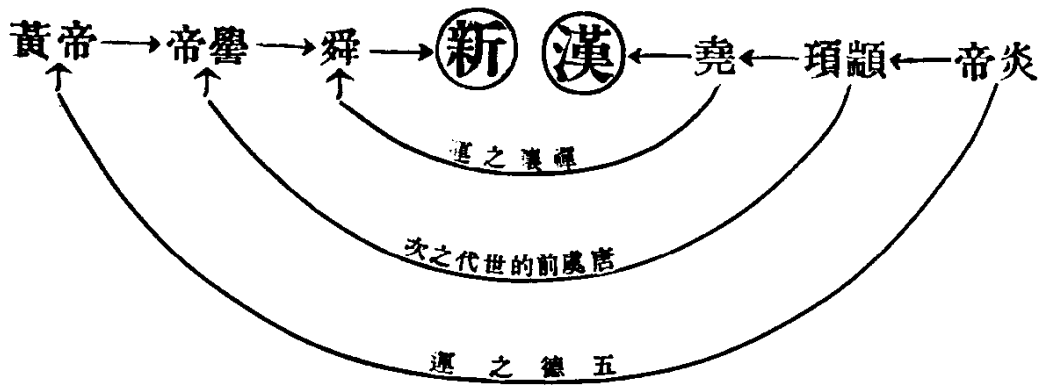 黃帝 帝嚳 舜 新
炎帝 顓頊 堯 漢
禪讓之運
唐虞前的世代之次
五德之運